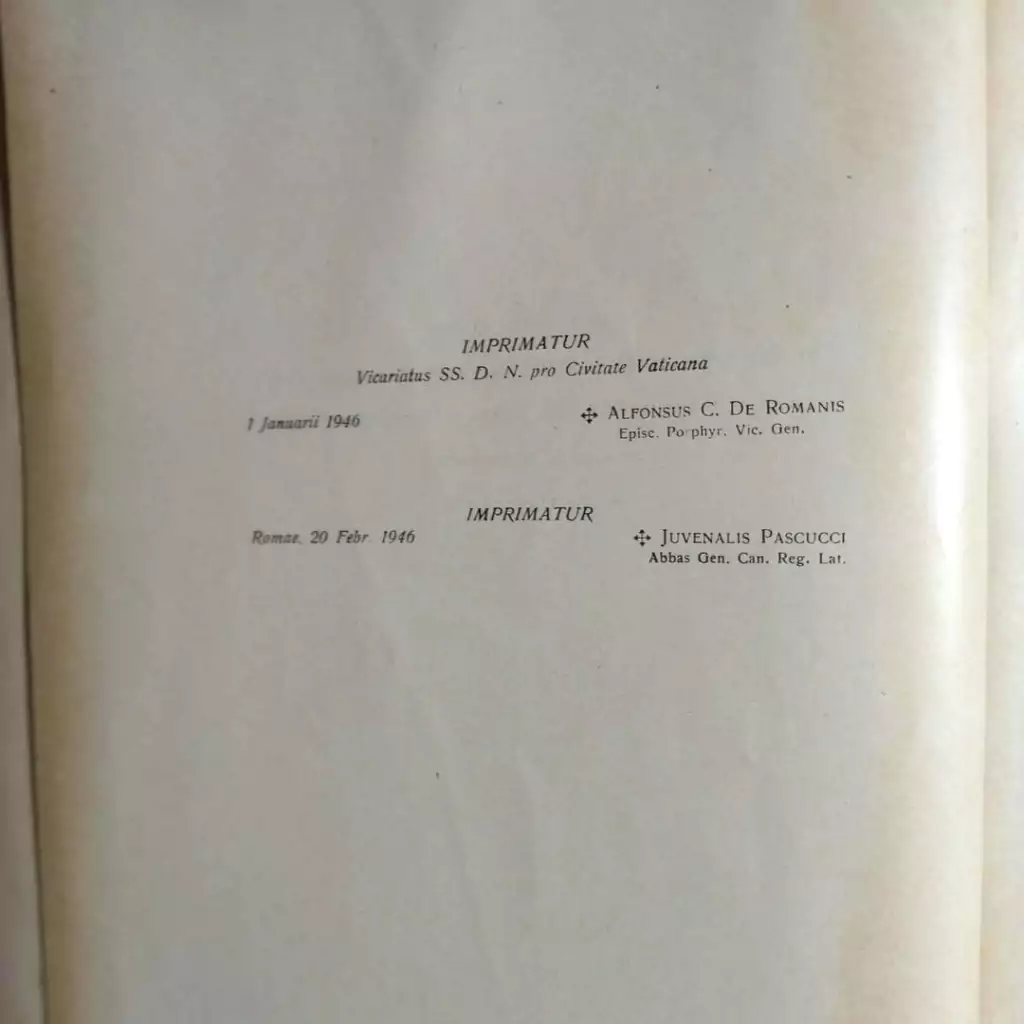 IMPRIMATUR
Vicariatus SS. D. N. pro Civitate Vaticana
1 Januarii 1946
✠ ALFONSUS C. DE ROMANIS
Episc. Porphyr. Vic. Gen.
IMPRIMATUR
Romae, 20 Febr. 1946
✠ JUVENALIS PASCUCCI
Abbas Gen. Can. Reg. Lat.